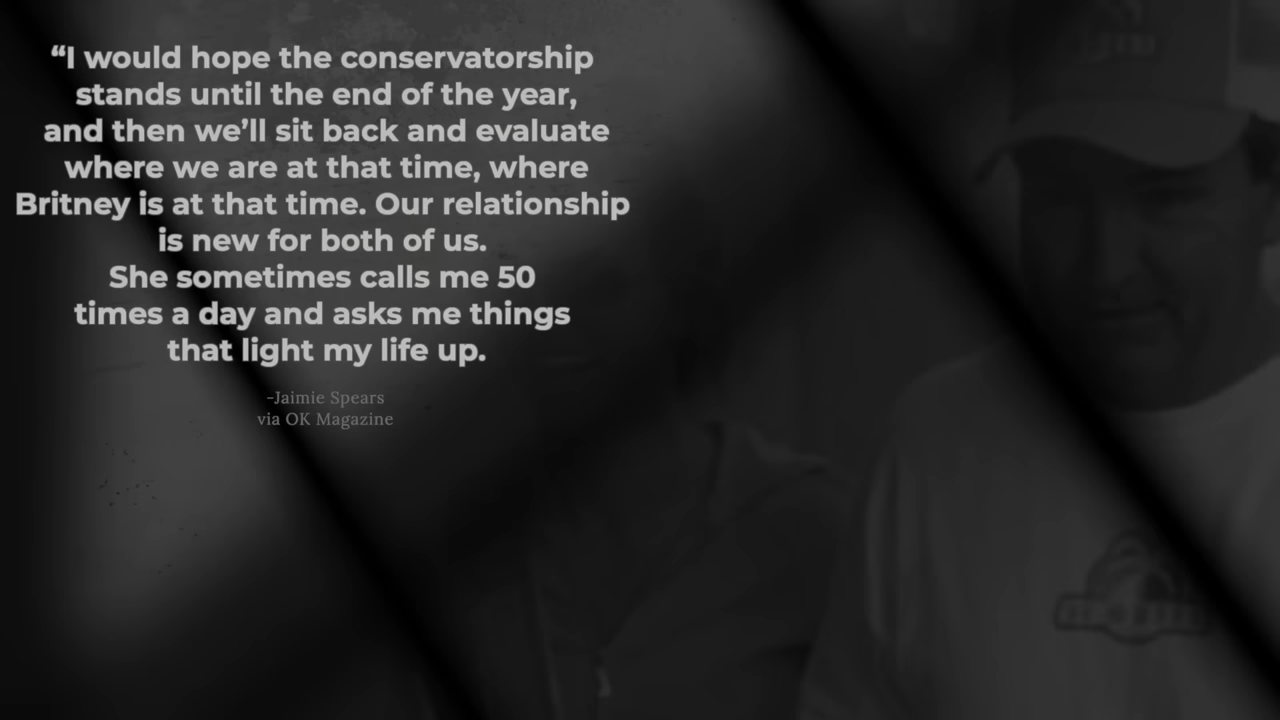 “I would hope the conservatorship
stands until the end of the year,
and then we’ll sit back and evaluate
where we are at that time, where
Britney is at that time. Our relationship
is new for both of us.
She sometimes calls me 50
times a day and asks me things
that light my life up.
-Jaimie Spears
via OK Magazine